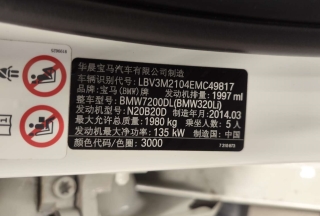 华晨宝马汽车有限公司制造
车辆识别代号：LBV3M2104EMC49817
发动机排量：1997 ml
品牌：宝马(BMW)牌
整车型号：BMW7200DL(BMW320Li)
发动机型号：N20B20D 制造年月：2014.03
最大允许总质量：1980 kg 乘坐人数：5 人
发动机最大净功率：135 kW 制造国：中国
颜色代码/色卡：3000